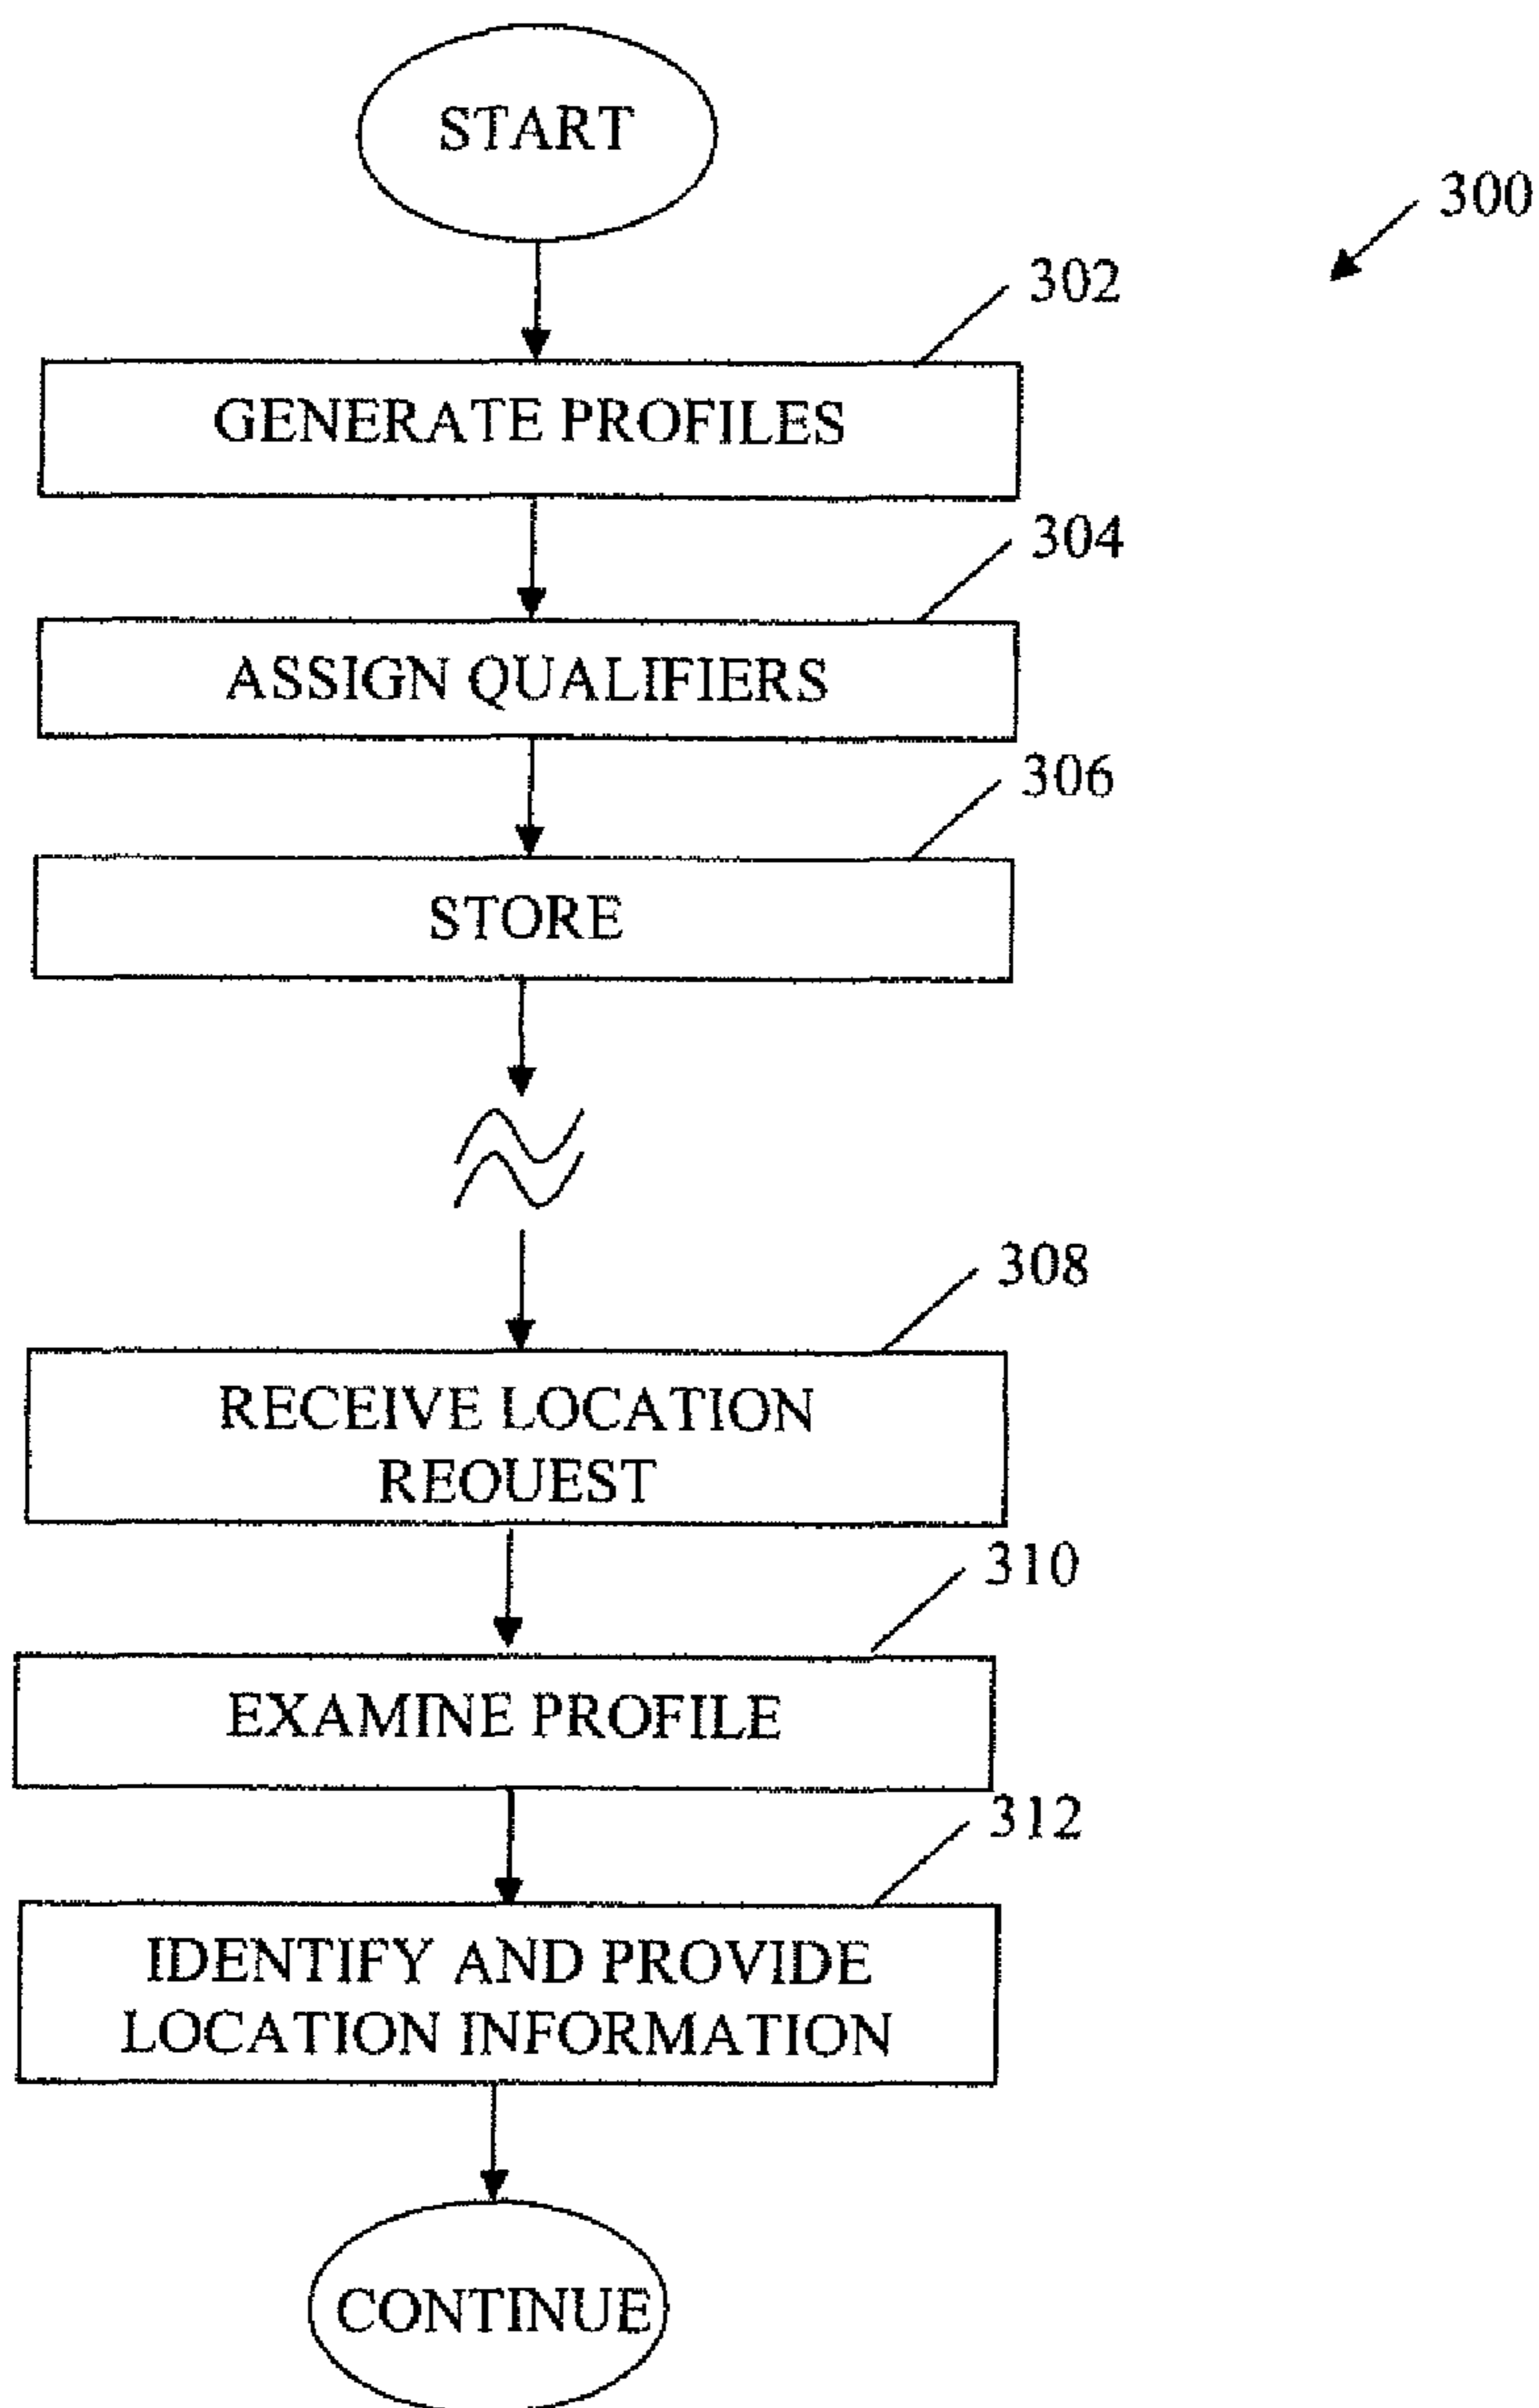 START
300
302
GENERATE PROFILES
304
ASSIGN QUALIFIERS
306
STORE
308
RECEIVE LOCATION
REQUEST
310
EXAMINE PROFILE
312
IDENTIFY AND PROVIDE
LOCATION INFORMATION
CONTINUE